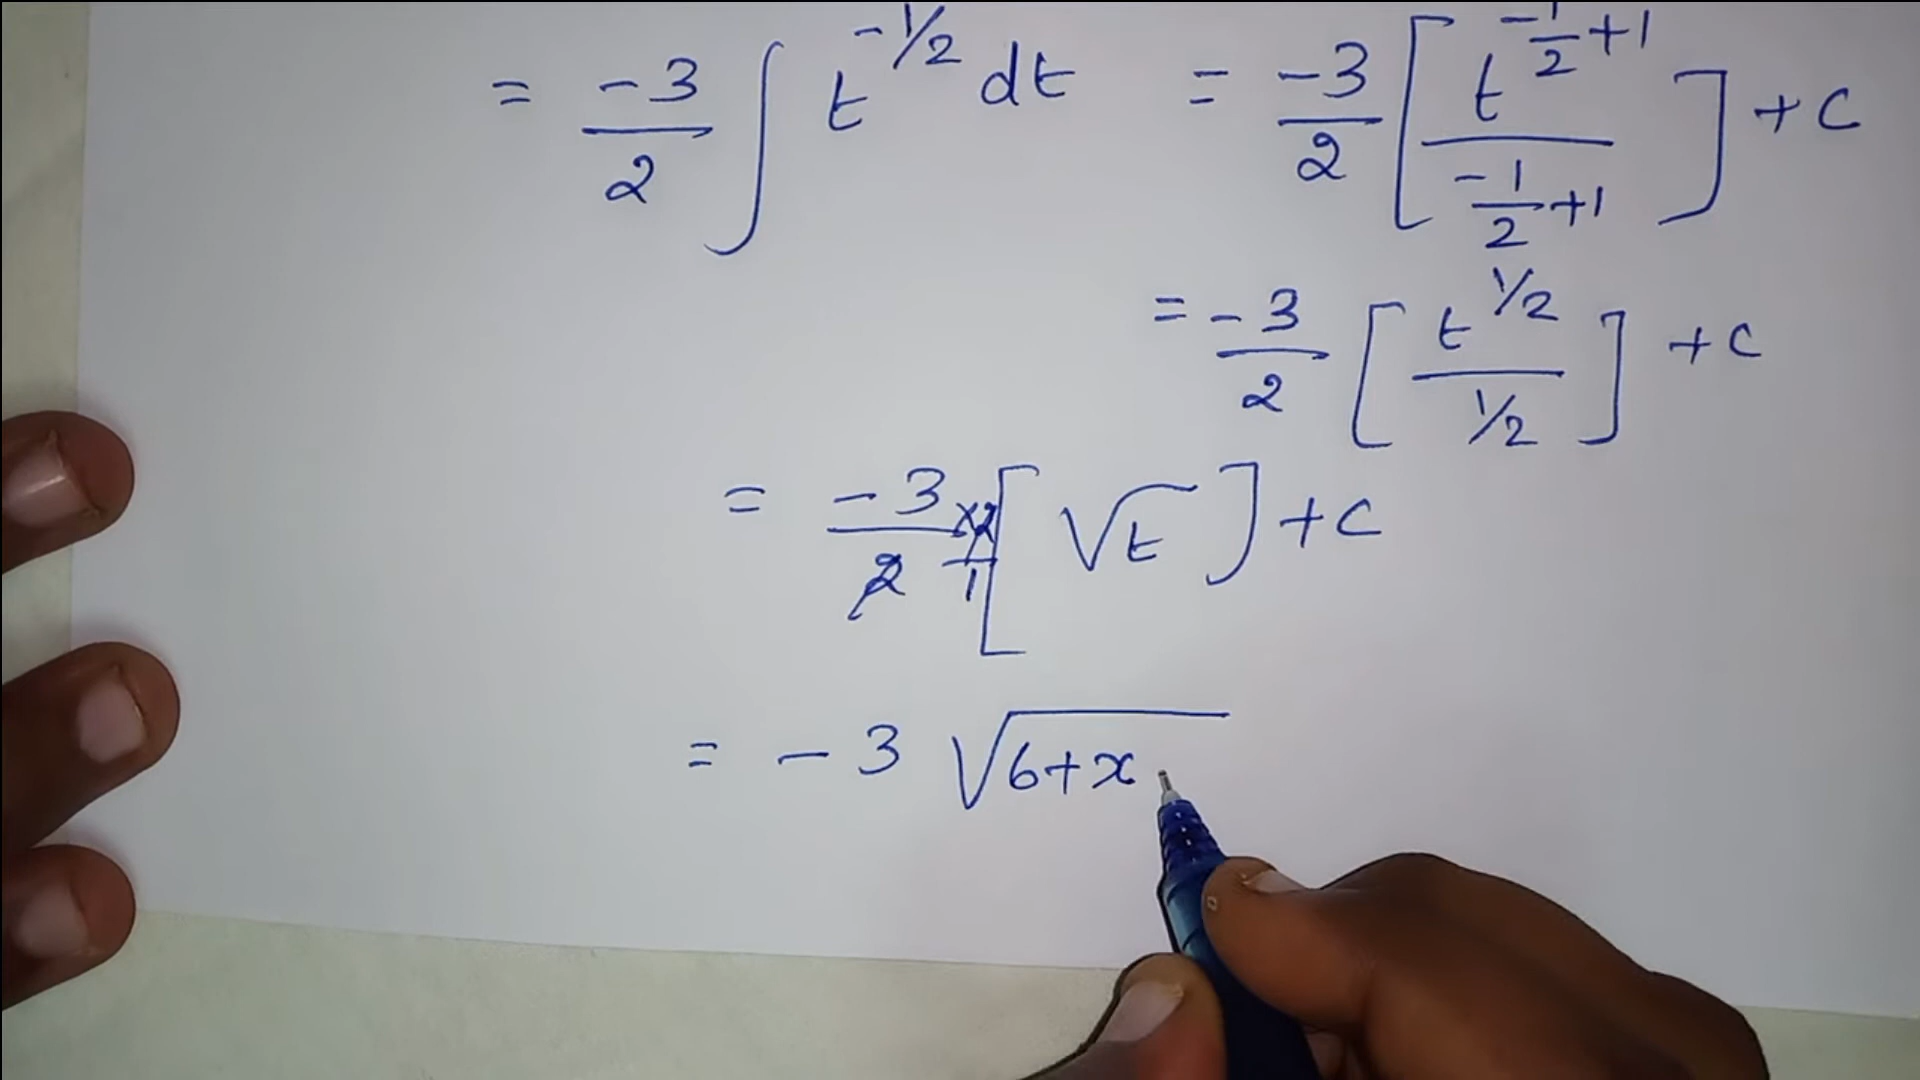 = -3/2 ∫ t^(-1/2) dt = -3/2 [ t^(-1/2+1) / (-1/2+1) ] + c
= -3/2 [ t^(1/2) / (1/2) ] + c
= -3/2 × 2/1 [ √t ] + c
= -3 √(6+x